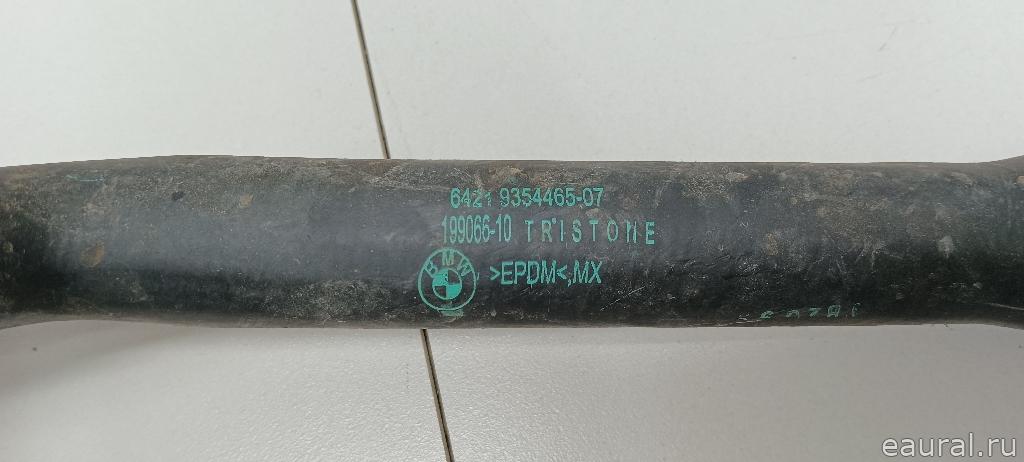 6421 9354465-07
199066-10 TRISTONE
BMW
>EPDM<,MX
eaural.ru